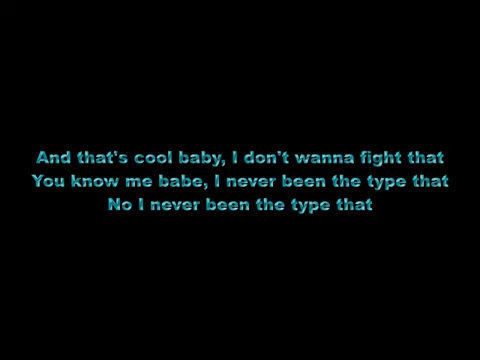 And that's cool baby, I don't wanna fight that
You know me babe, I never been the type that
No I never been the type that